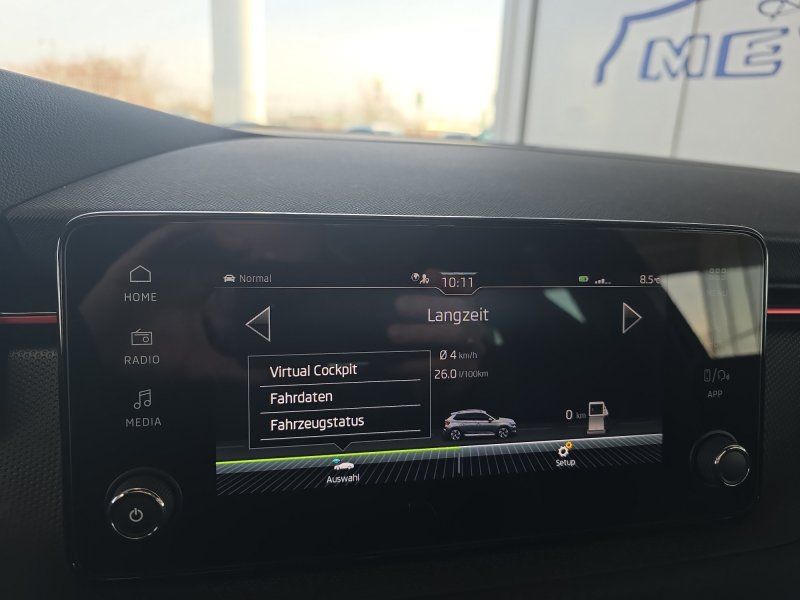 HOME
RADIO
MEDIA
Normal
10:11
8.5°C
Langzeit
Ø 4 km/h
26.0 l/100km
Virtual Cockpit
Fahrdaten
Fahrzeugstatus
0 km
Auswahl
Setup
APP